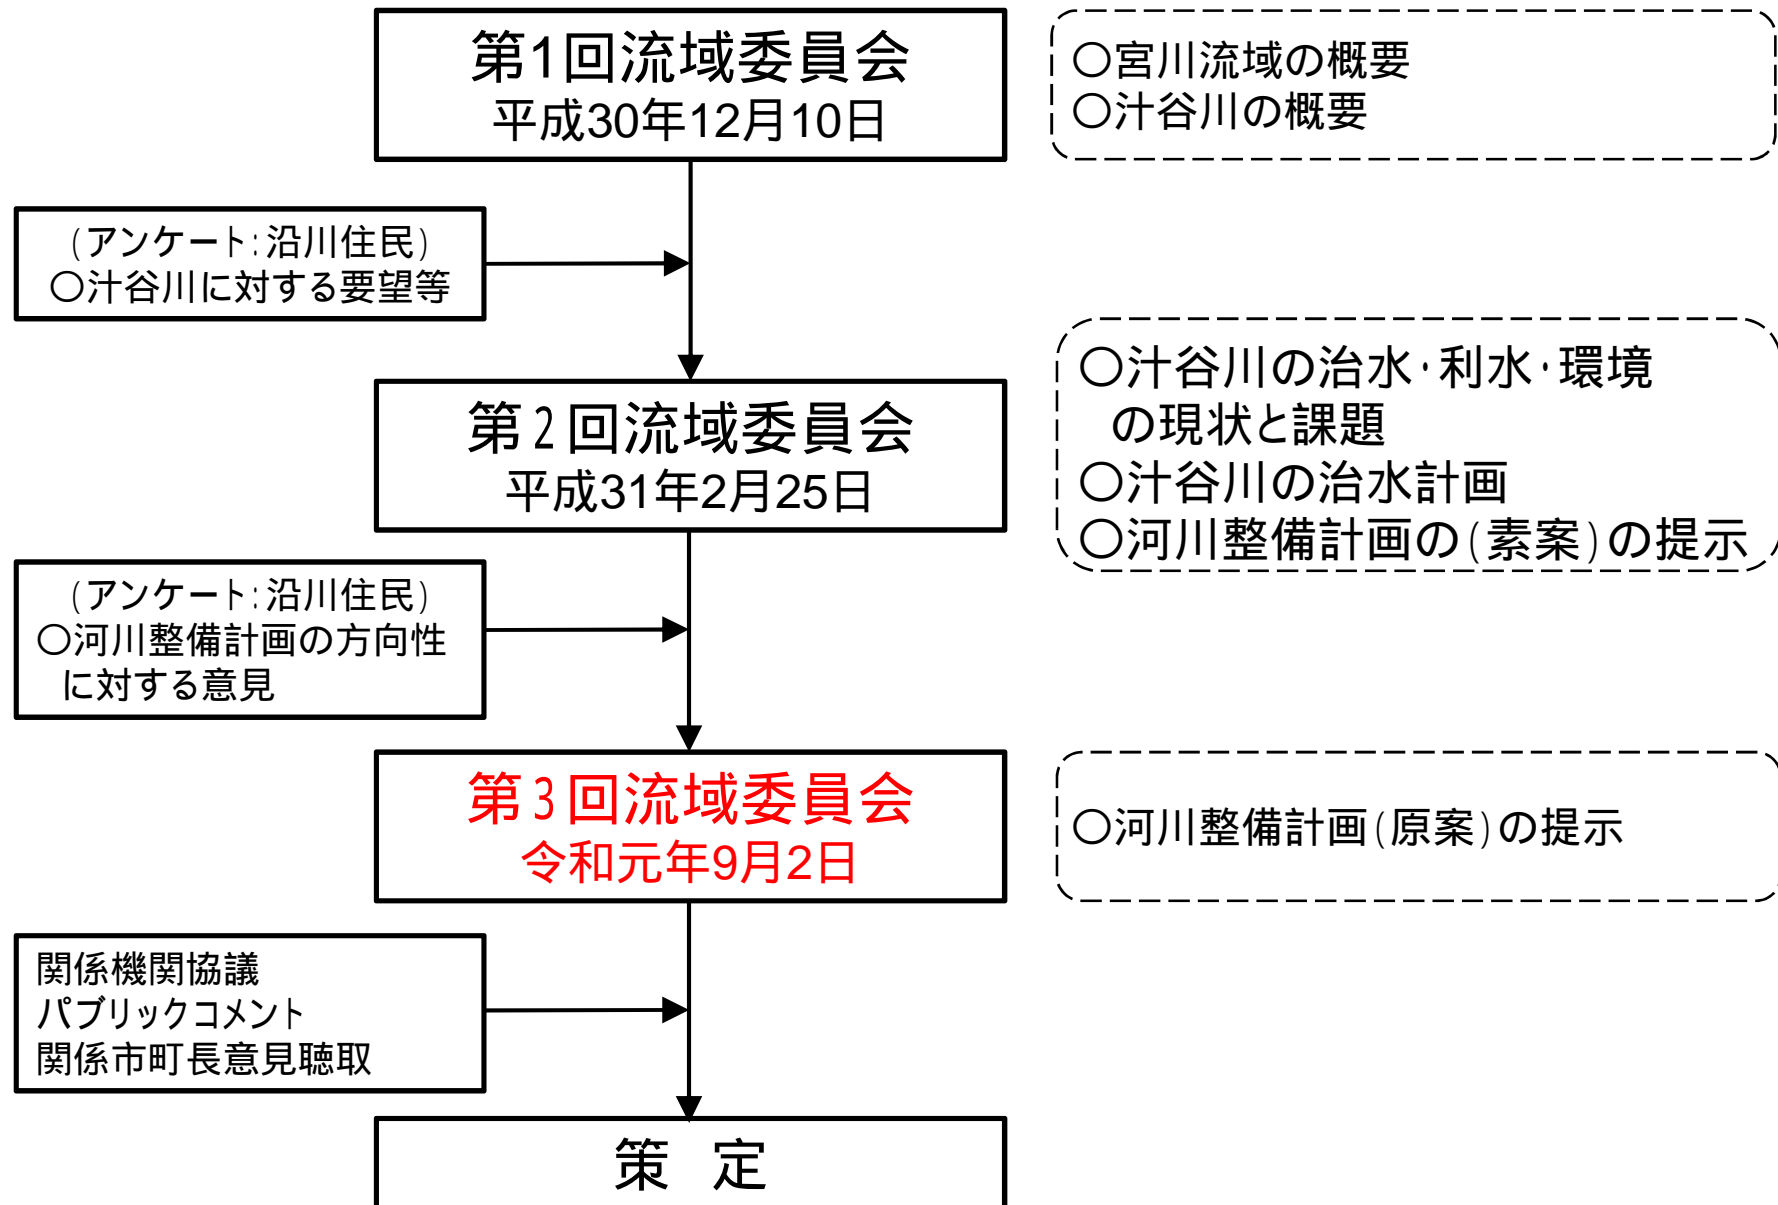 第1回流域委員会
平成30年12月10日
〇宮川流域の概要
〇汁谷川の概要
(アンケート:沿川住民)
〇汁谷川に対する要望等
第2回流域委員会
平成31年2月25日
〇汁谷川の治水・利水・環境
の現状と課題
〇汁谷川の治水計画
〇河川整備計画の(素案)の提示
(アンケート:沿川住民)
〇河川整備計画の方向性
に対する意見
第3回流域委員会
令和元年9月2日
〇河川整備計画(原案)の提示
関係機関協議
パブリックコメント
関係市町長意見聴取
策 定